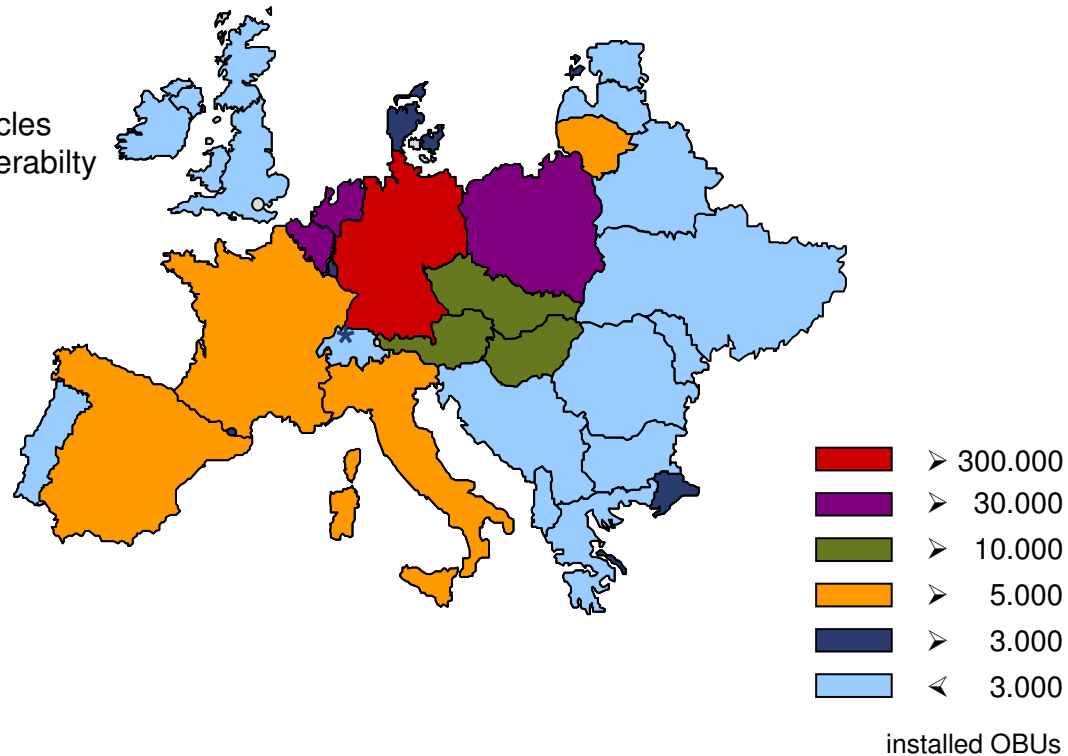 cles
erabilty
*
➢ 300.000
➢ 30.000
➢ 10.000
➢ 5.000
➢ 3.000
⮘ 3.000
installed OBUs